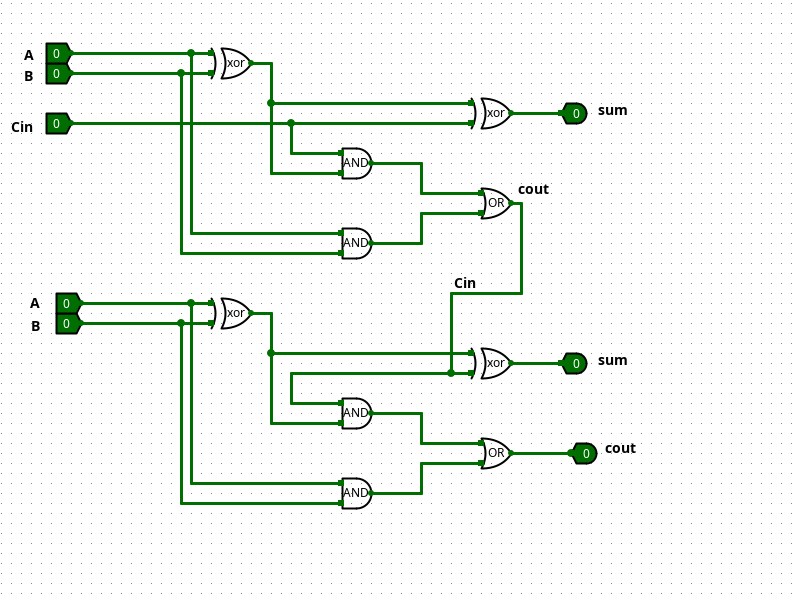 A 0 xor
B 0
Cin 0 xor 0 sum
AND
OR cout
AND
Cin
A 0 xor
B 0
xor 0 sum
AND
OR 0 cout
AND